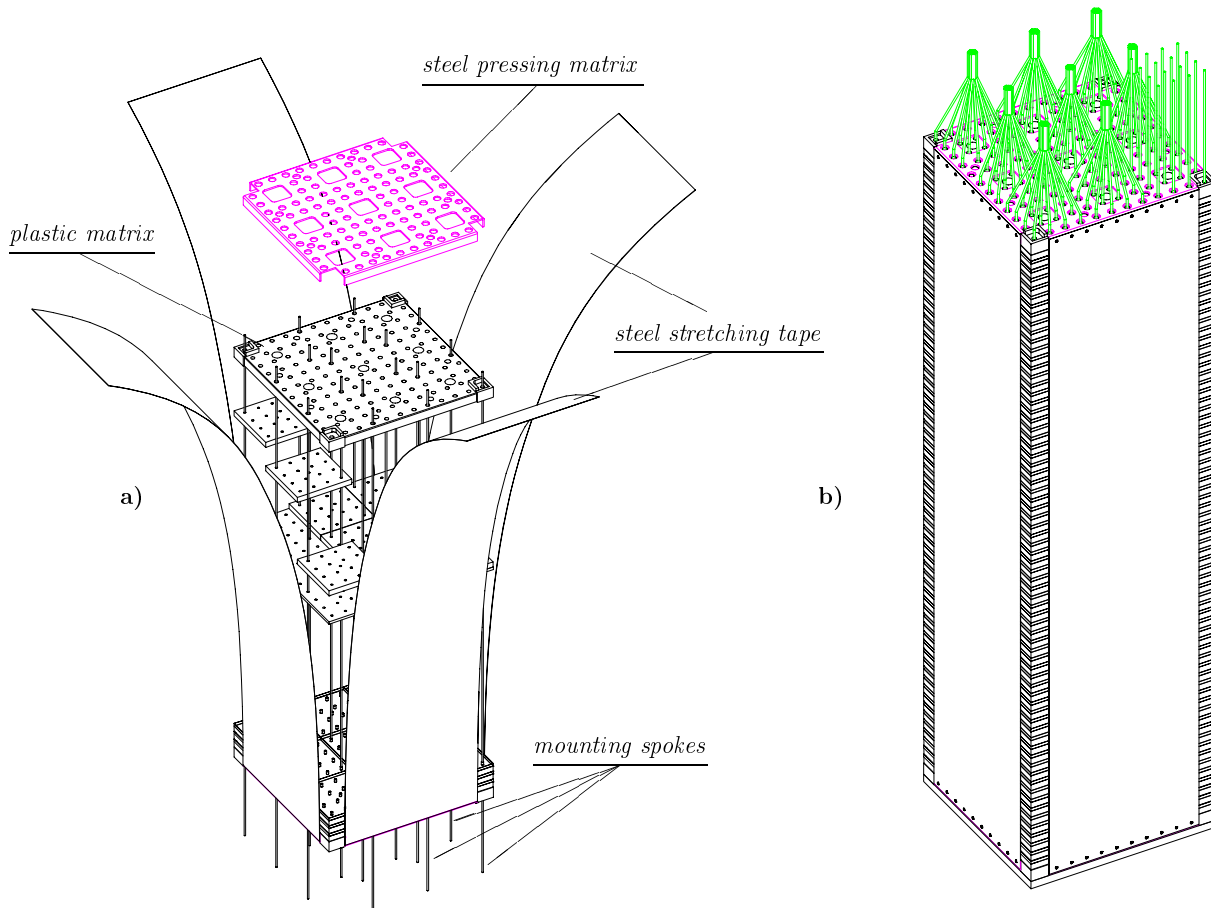 steel pressing matrix
plastic matrix
steel stretching tape
a)
b)
mounting spokes